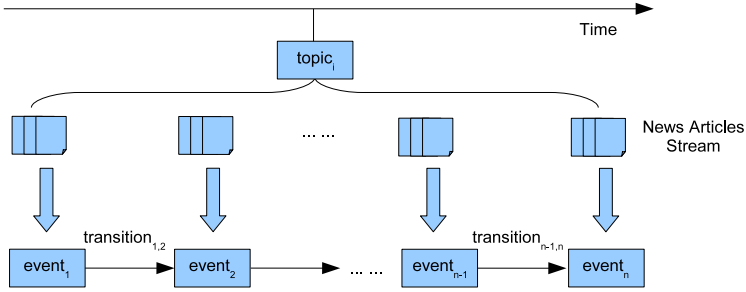 Time
topic_i
... ...
News Articles
Stream
transition_1,2
transition_n-1,n
event_1
event_2
... ...
event_n-1
event_n